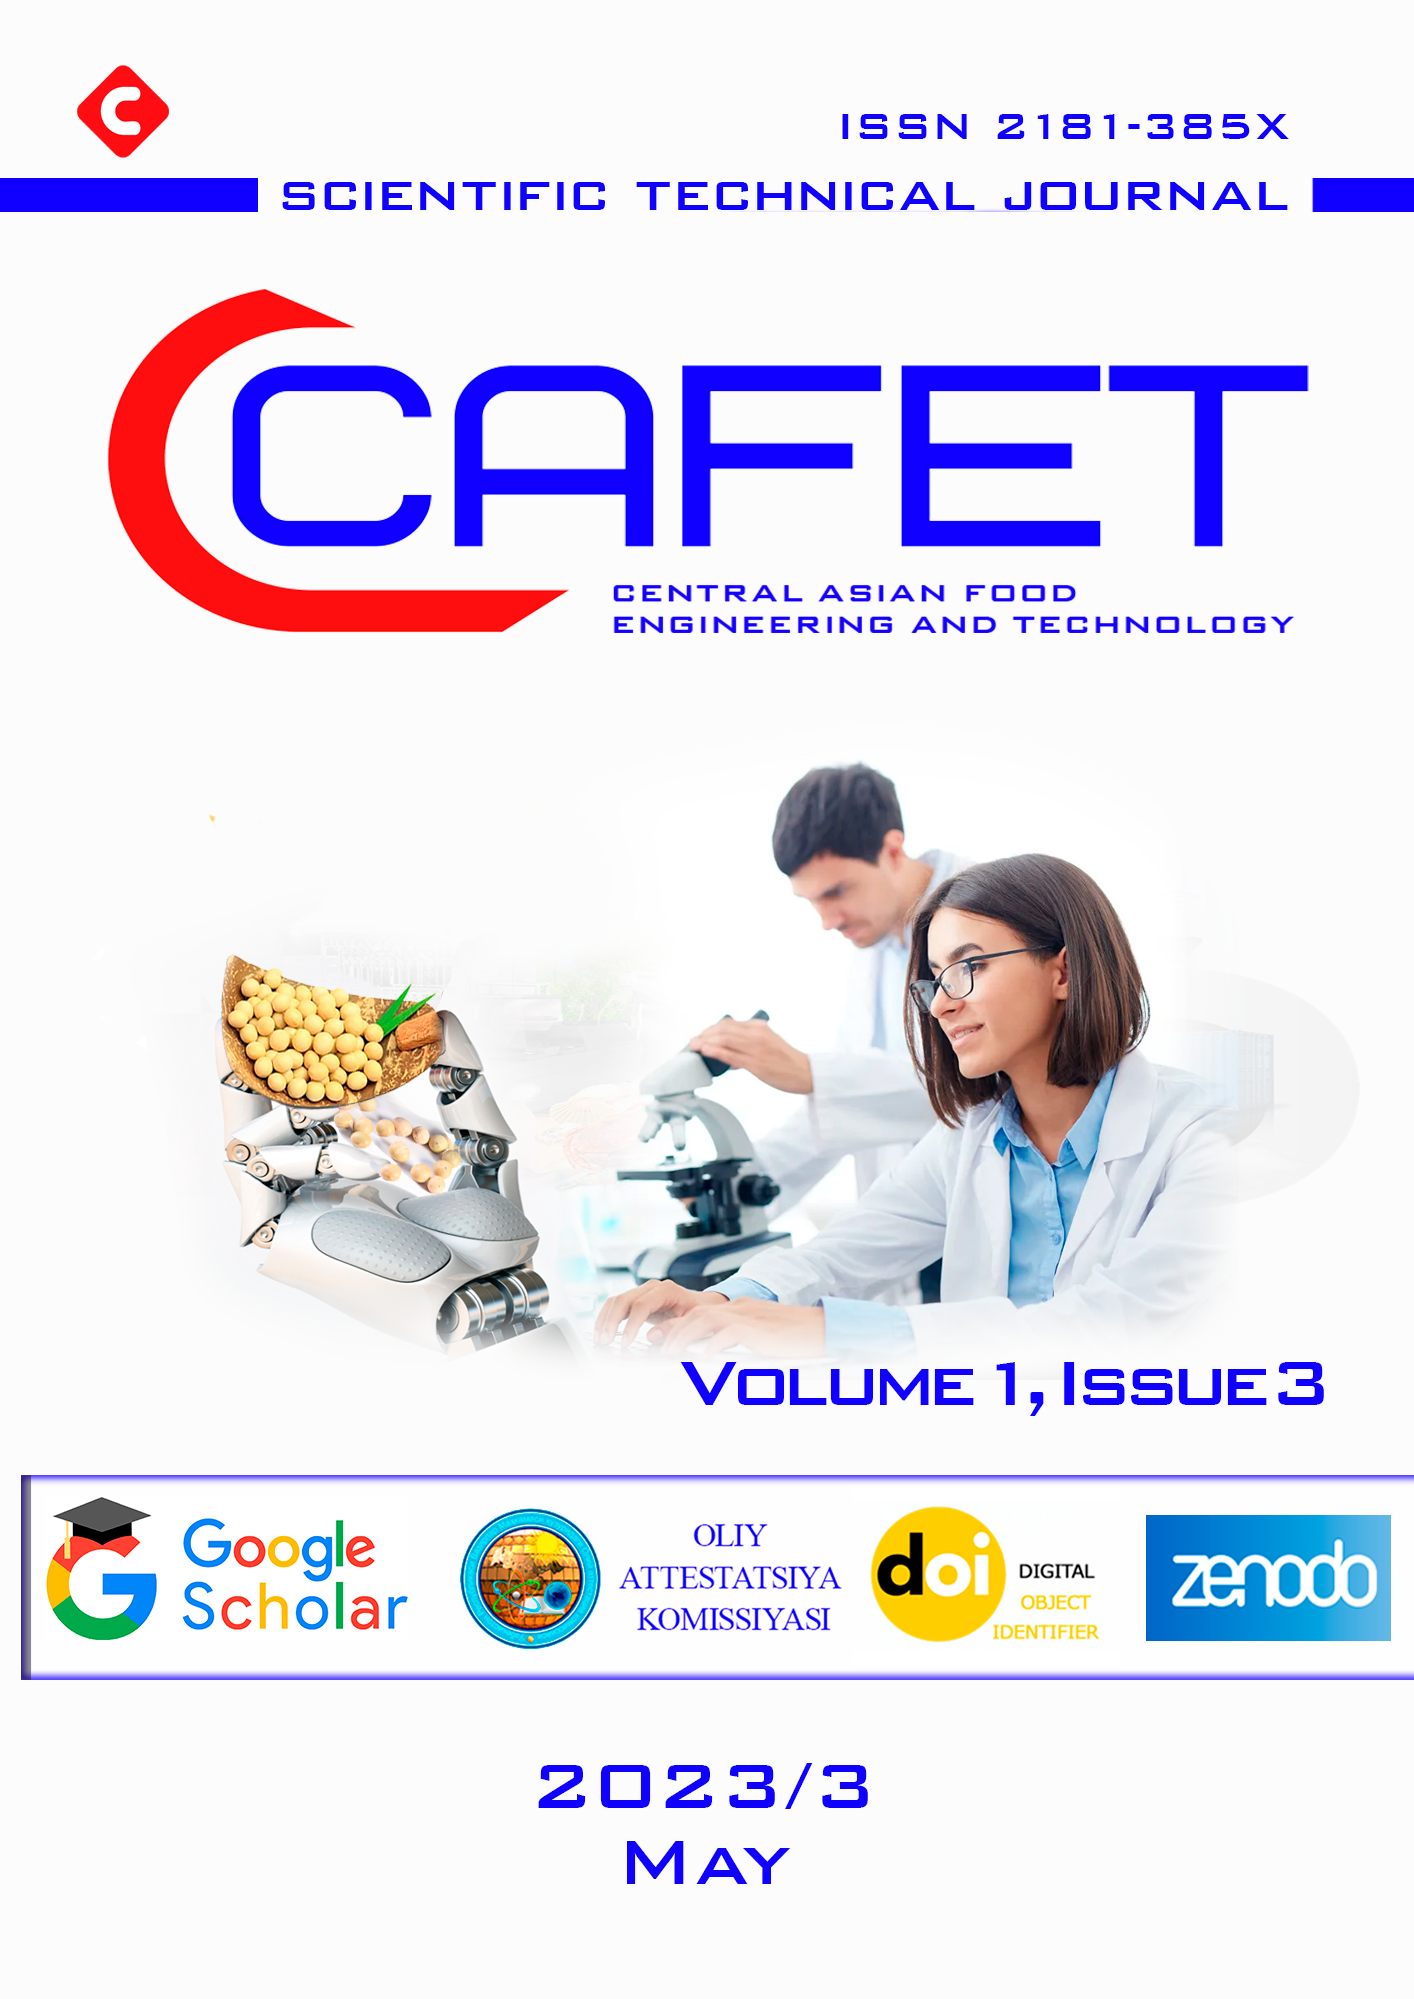 C
ISSN 2181-385X
SCIENTIFIC TECHNICAL JOURNAL
CAFET
CENTRAL ASIAN FOOD
ENGINEERING AND TECHNOLOGY
VOLUME 1, ISSUE 3
G
Google
Scholar
OLIY
ATTESTATSIYA
KOMISSIYASI
doi
DIGITAL
OBJECT
IDENTIFIER
zenodo
2023/3
MAY